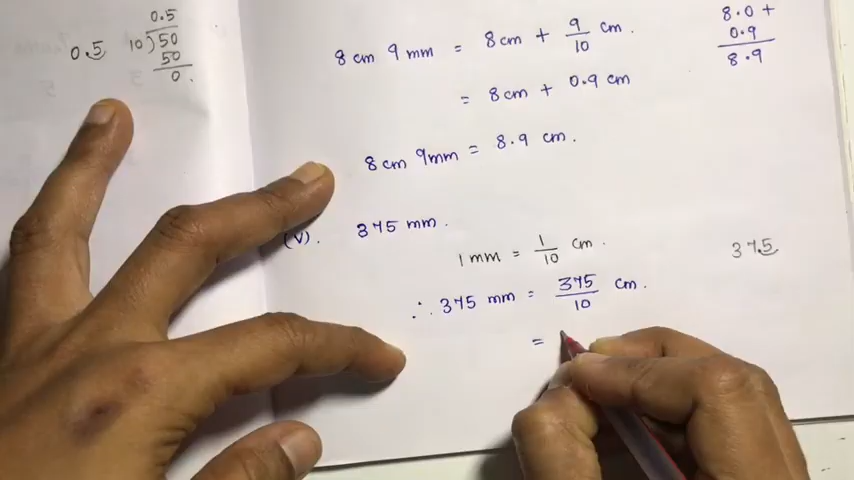 0.5
0.5 10)50
50
0.
8 cm 9 mm = 8 cm + 9/10 cm.
= 8 cm + 0.9 cm
8 cm 9 mm = 8.9 cm.
8.0 +
0.9
8.9
(V). 375 mm.
1 mm = 1/10 cm.
∴ 375 mm = 375/10 cm.
=
37.5